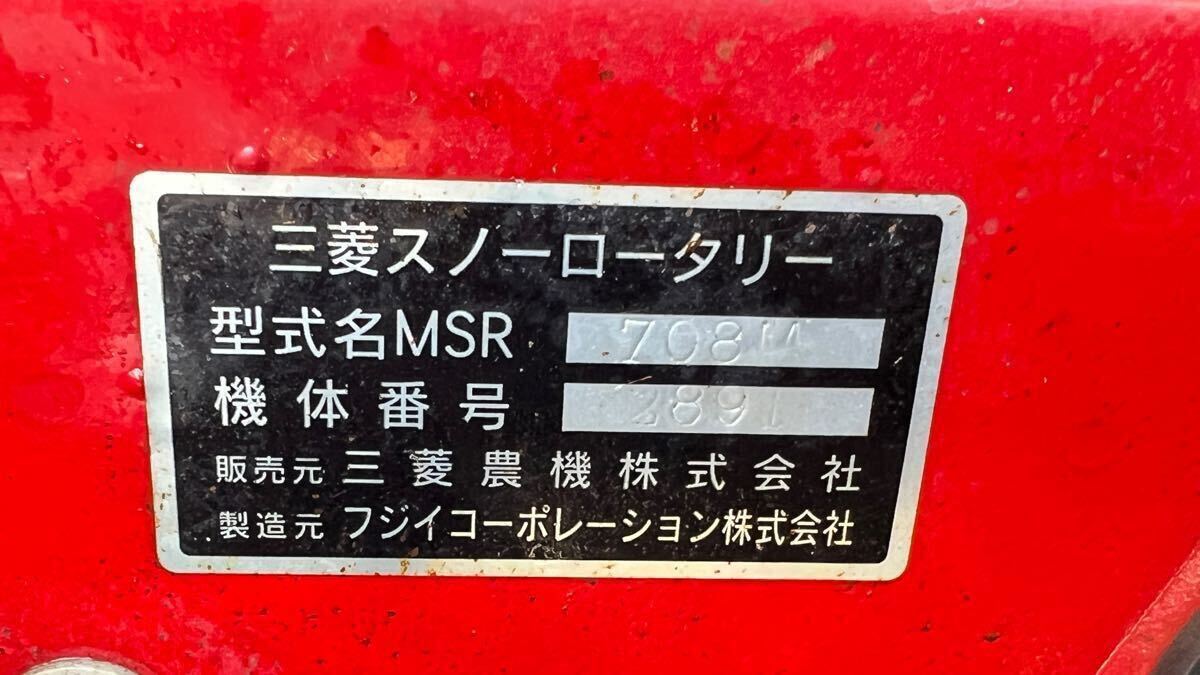 三菱スノーロータリー
型式名MSR 708M
機体番号 2891
販売元 三菱農機株式会社
製造元 フジイコーポレーション株式会社